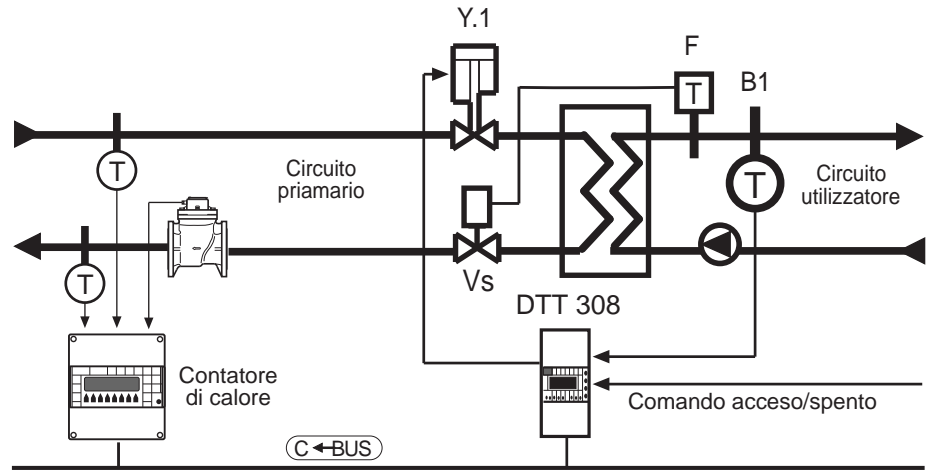 Y.1
F
T
B1
T
T
Circuito
priamario
Circuito
utilizzatore
T
Vs
DTT 308
Contatore
di calore
Comando acceso/spento
C BUS